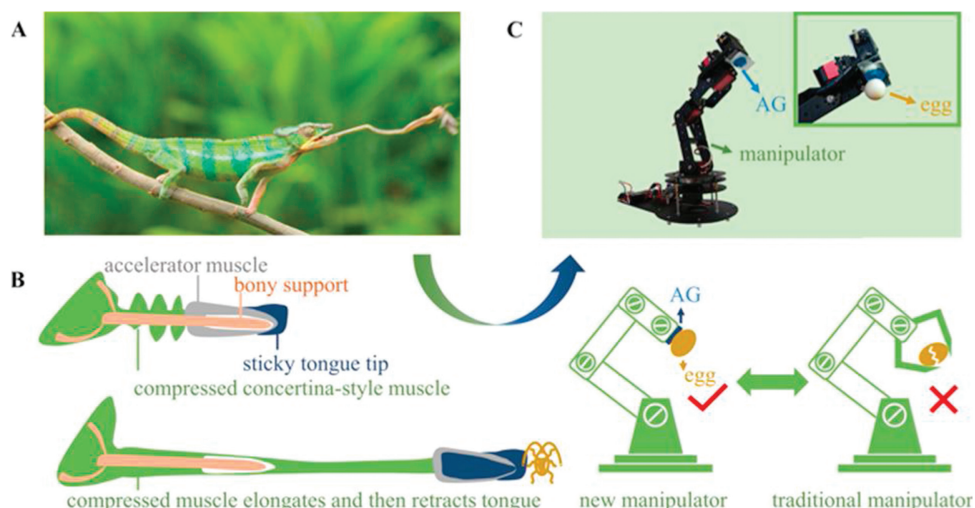 A
C
AG
egg
manipulator
B
accelerator muscle
bony support
sticky tongue tip
compressed concertina-style muscle
compressed muscle elongates and then retracts tongue
AG
egg
new manipulator
traditional manipulator